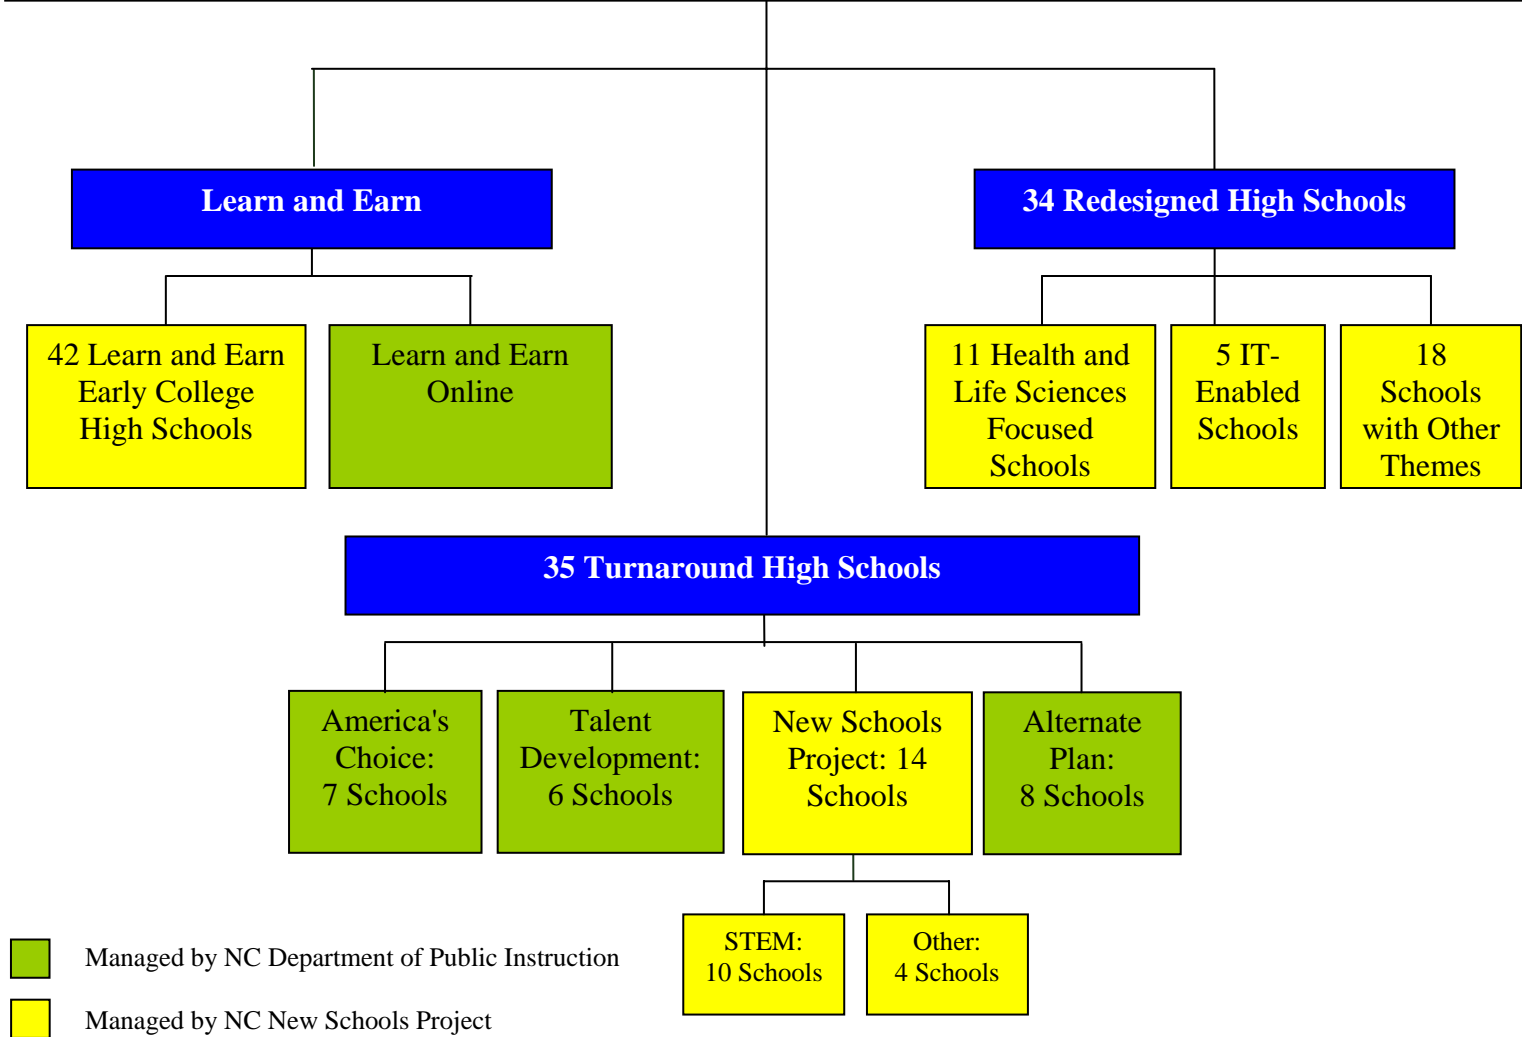 Learn and Earn
34 Redesigned High Schools
42 Learn and Earn
Early College
High Schools
Learn and Earn
Online
11 Health and
Life Sciences
Focused
Schools
5 IT-
Enabled
Schools
18
Schools
with Other
Themes
35 Turnaround High Schools
America's
Choice:
7 Schools
Talent
Development:
6 Schools
New Schools
Project: 14
Schools
Alternate
Plan:
8 Schools
STEM:
10 Schools
Other:
4 Schools
Managed by NC Department of Public Instruction
Managed by NC New Schools Project